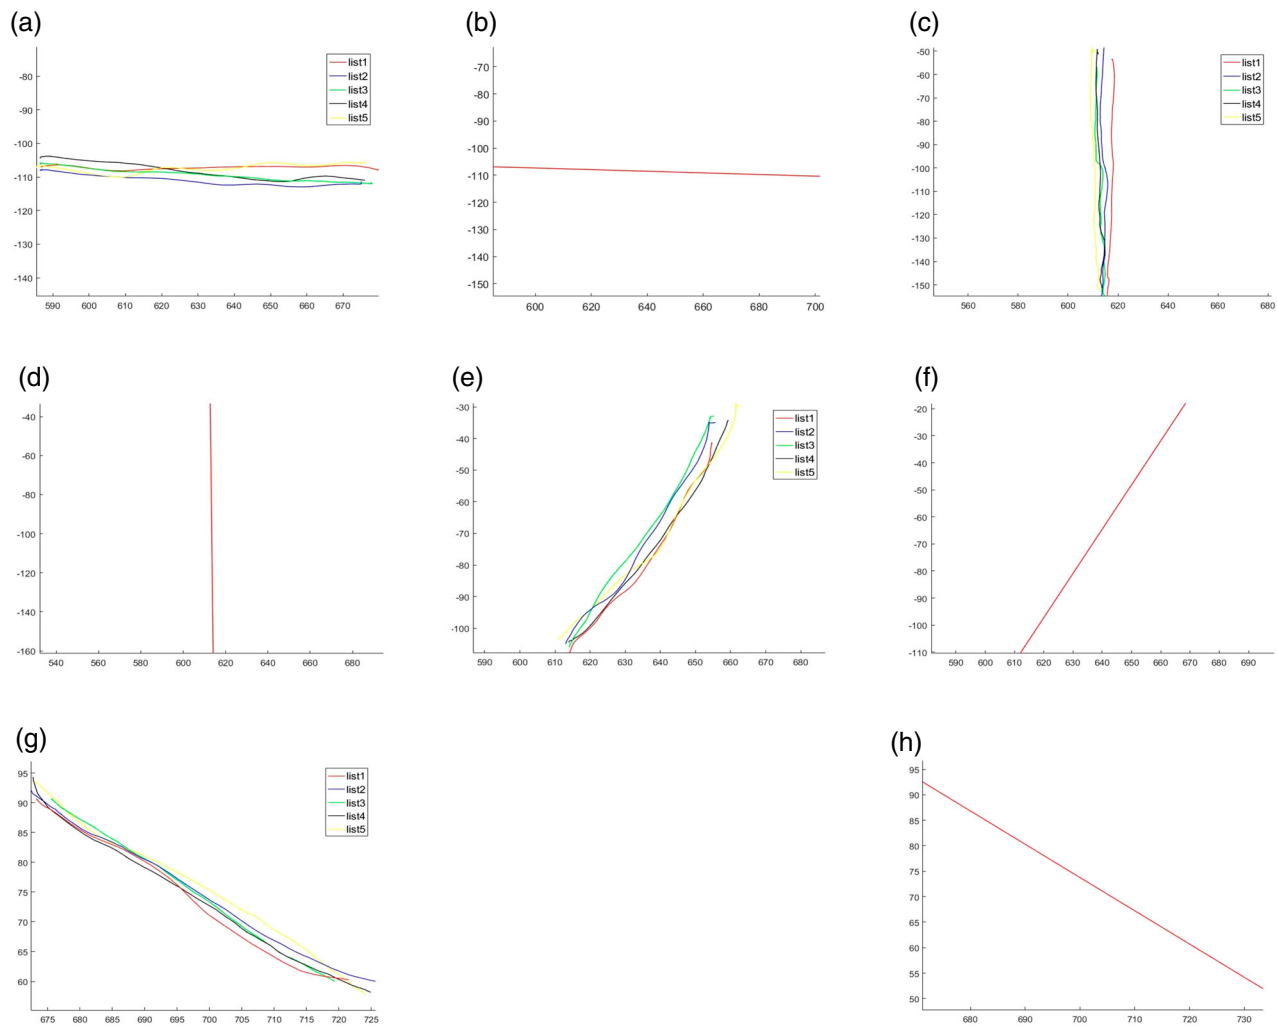 (a)
-80
-90
-100
-110
-120
-130
-140
590 600 610 620 630 640 650 660 670
list1
list2
list3
list4
list5
(b)
-70
-80
-90
-100
-110
-120
-130
-140
-150
600 620 640 660 680 700
(c)
-50
-60
-70
-80
-90
-100
-110
-120
-130
-140
-150
560 580 600 620 640 660 680
list1
list2
list3
list4
list5
(d)
-40
-60
-80
-100
-120
-140
-160
540 560 580 600 620 640 660 680
(e)
-30
-40
-50
-60
-70
-80
-90
-100
590 600 610 620 630 640 650 660 670 680
list1
list2
list3
list4
list5
(f)
-20
-30
-40
-50
-60
-70
-80
-90
-100
-110
590 600 610 620 630 640 650 660 670 680 690
(g)
95
90
85
80
75
70
65
60
675 680 685 690 695 700 705 710 715 720 725
list1
list2
list3
list4
list5
(h)
95
90
85
80
75
70
65
60
55
50
680 690 700 710 720 730